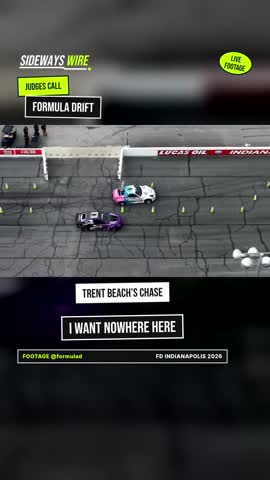 SIDEWAYS WIRE.
LIVE
FOOTAGE
JUDGES CALL
FORMULA DRIFT
LUCAS OIL
INDIANA
TRENT BEACH'S CHASE
I WANT NOWHERE HERE
FOOTAGE @formulad
FD INDIANAPOLIS 2026